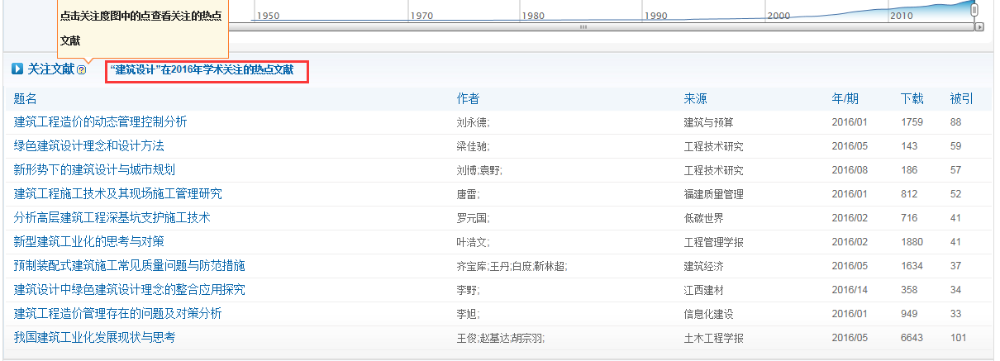 点击关注度图中的点查看关注的热点
文献
1950 1970 1980 1990 2000 2010
关注文献 ? “建筑设计”在2016年学术关注的热点文献
题名 作者 来源 年/期 下载 被引
建筑工程造价的动态管理控制分析 刘永德; 建筑与预算 2016/01 1759 88
绿色建筑设计理念和设计方法 梁佳驰; 工程技术研究 2016/05 143 59
新形势下的建筑设计与城市规划 刘博;袁野; 工程技术研究 2016/08 186 57
建筑工程施工技术及其现场施工管理研究 唐雷; 福建质量管理 2016/01 812 52
分析高层建筑工程深基坑支护施工技术 罗元国; 低碳世界 2016/02 716 41
新型建筑工业化的思考与对策 叶浩文; 工程管理学报 2016/02 1880 41
预制装配式建筑施工常见质量问题与防范措施 齐宝库;王丹;白庶;靳林超; 建筑经济 2016/05 1634 37
建筑设计中绿色建筑设计理念的整合应用探究 李野; 江西建材 2016/14 358 34
建筑工程造价管理存在的问题及对策分析 李旭; 信息化建设 2016/01 949 33
我国建筑工业化发展现状与思考 王俊;赵基达;胡宗羽; 土木工程学报 2016/05 6643 101